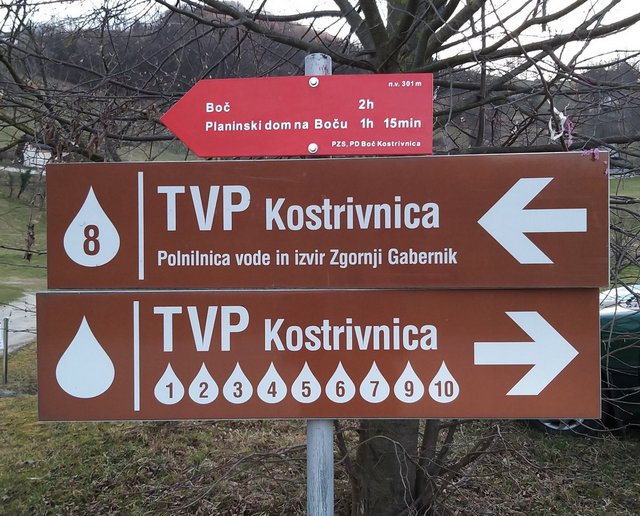 n.v. 301m
Boč 2h
Planinski dom na Boču 1h 15min
PZS, PD Boč Kostrivnica
8
TVP Kostrivnica
Polnilnica vode in izvir Zgornji Gabernik
TVP Kostrivnica
1 2 3 4 5 6 7 9 10